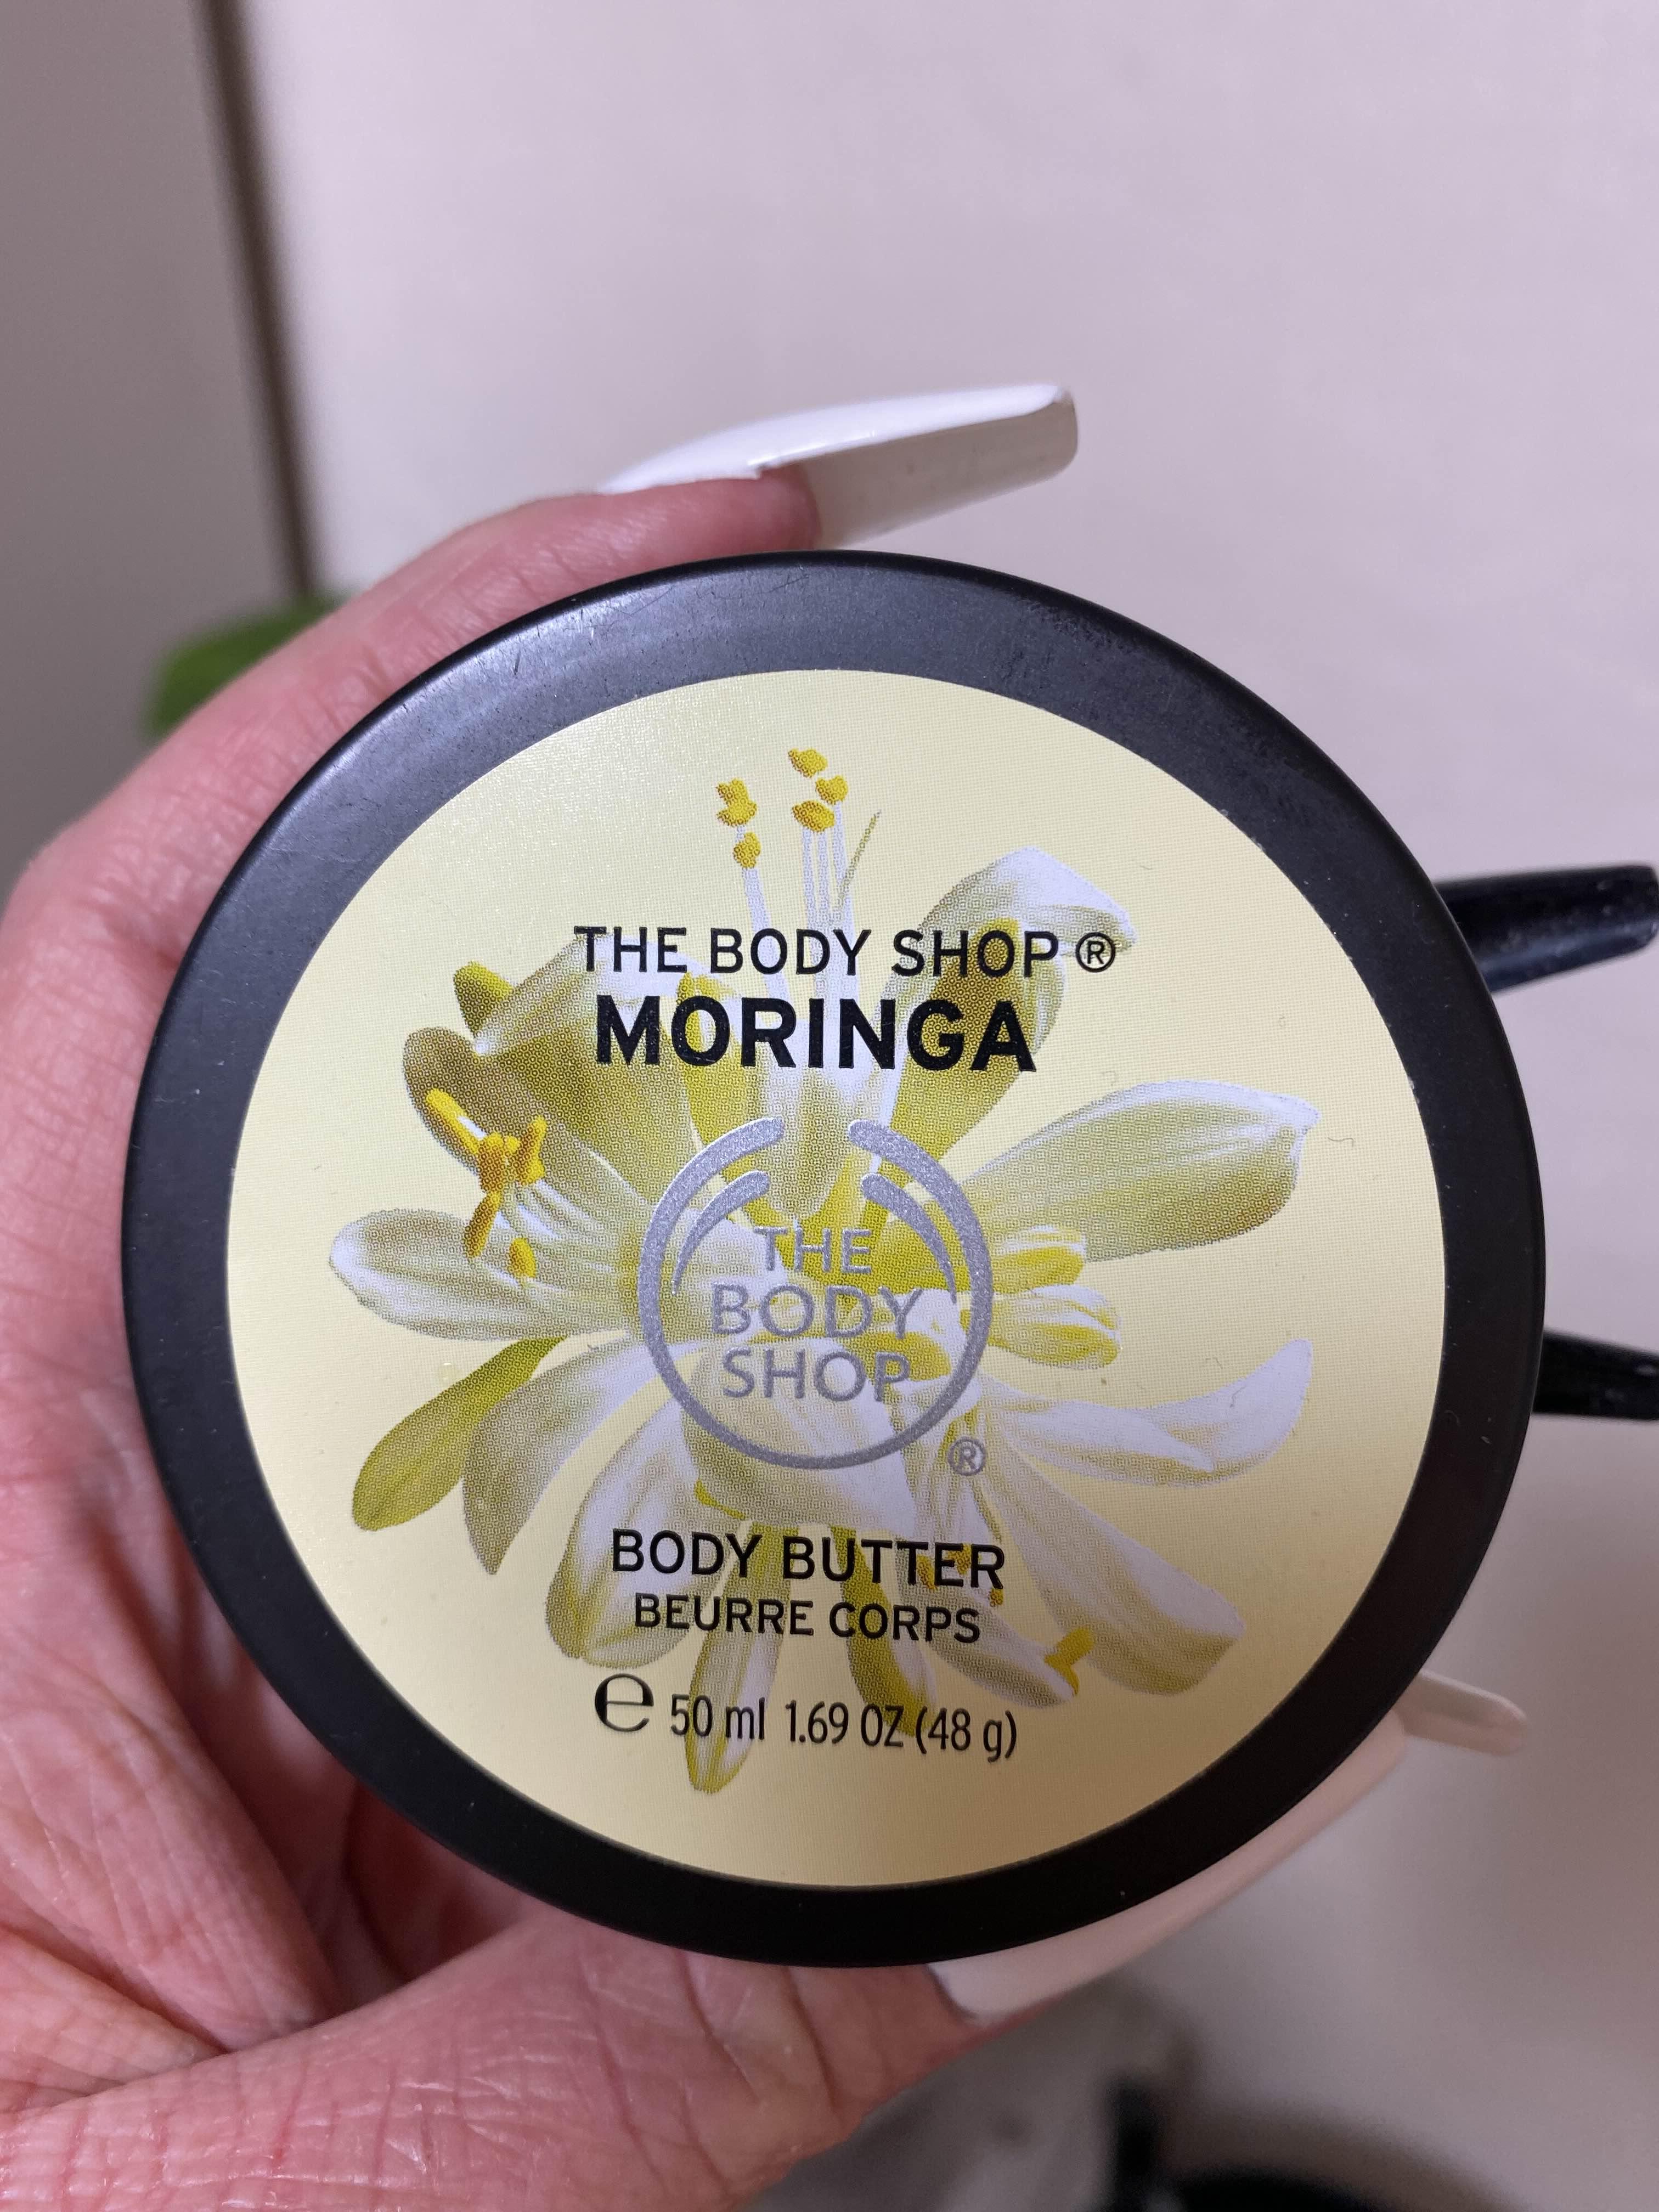 THE BODY SHOP ®
MORINGA
THE
BODY
SHOP
®
BODY BUTTER
BEURRE CORPS
℮ 50 ml 1.69 OZ (48 g)